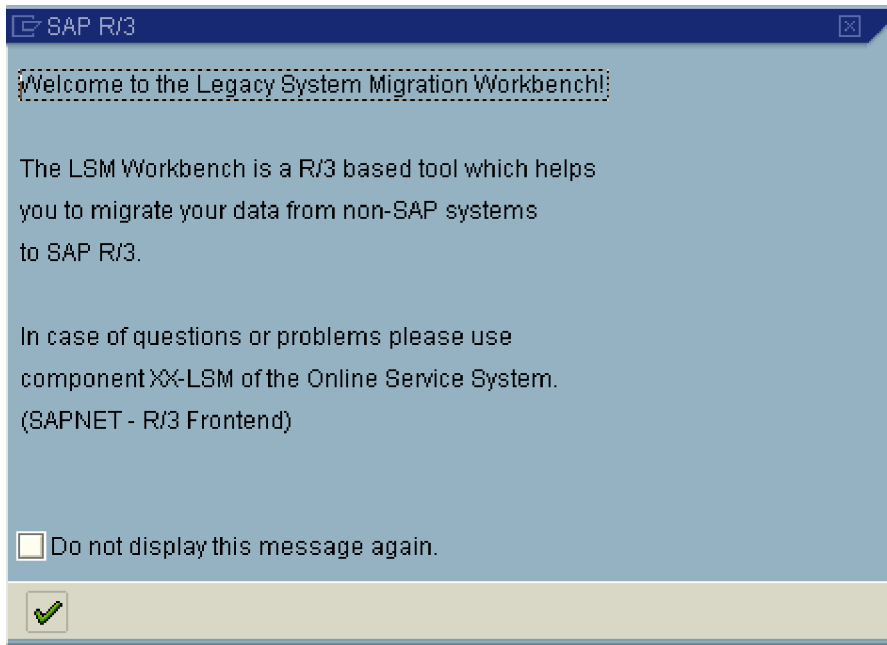 SAP R/3
Welcome to the Legacy System Migration Workbench!
The LSM Workbench is a R/3 based tool which helps
you to migrate your data from non-SAP systems
to SAP R/3.
In case of questions or problems please use
component XX-LSM of the Online Service System.
(SAPNET - R/3 Frontend)
Do not display this message again.